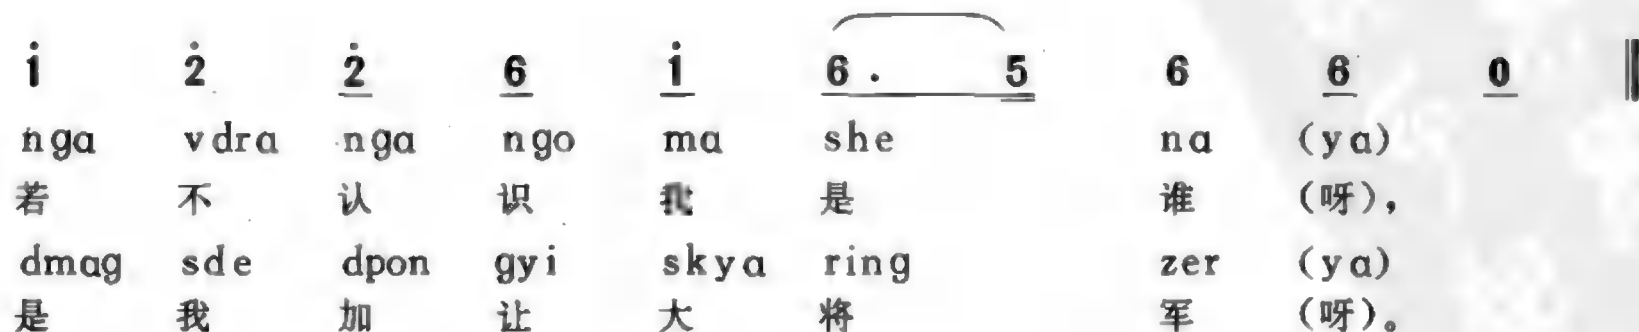 i̇ 2̇ 2̇ 6 i̇ 6. 5 6 6 0
nga vdra nga ngo ma she na (ya)
若 不 认 识 我 是 谁 (呀),
dmag sde dpon gyi skya ring zer (ya)
是 我 加 让 大 将 军 (呀)。